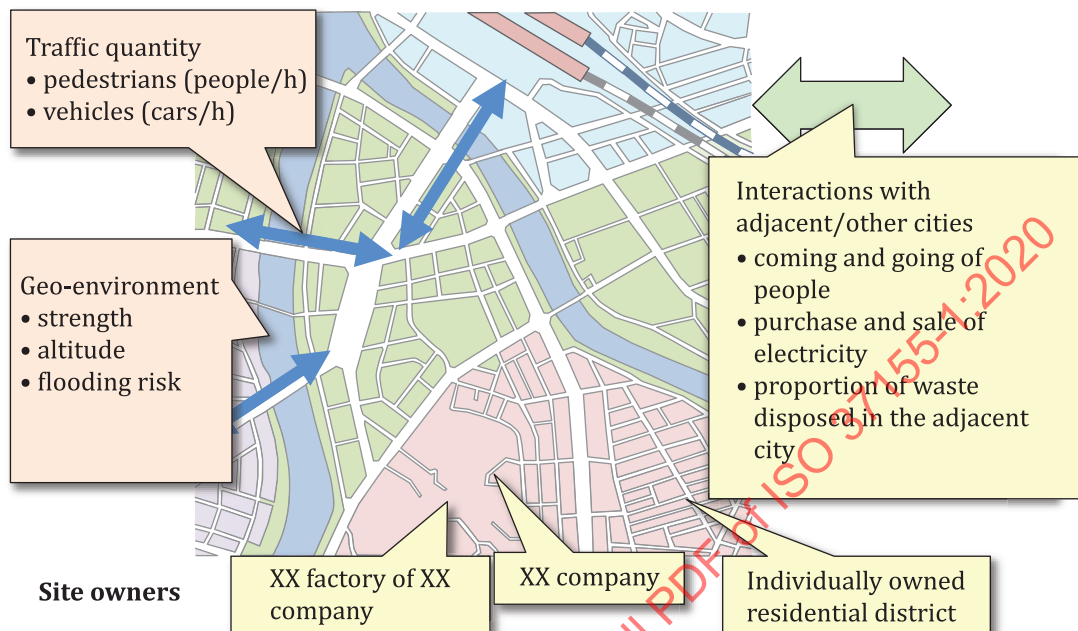 Traffic quantity
• pedestrians (people/h)
• vehicles (cars/h)
Geo-environment
• strength
• altitude
• flooding risk
Interactions with
adjacent/other cities
• coming and going of
people
• purchase and sale of
electricity
• proportion of waste
disposed in the adjacent
city
Site owners
XX factory of XX
company
XX company
Individually owned
residential district
PDF of ISO 37155-1:2020